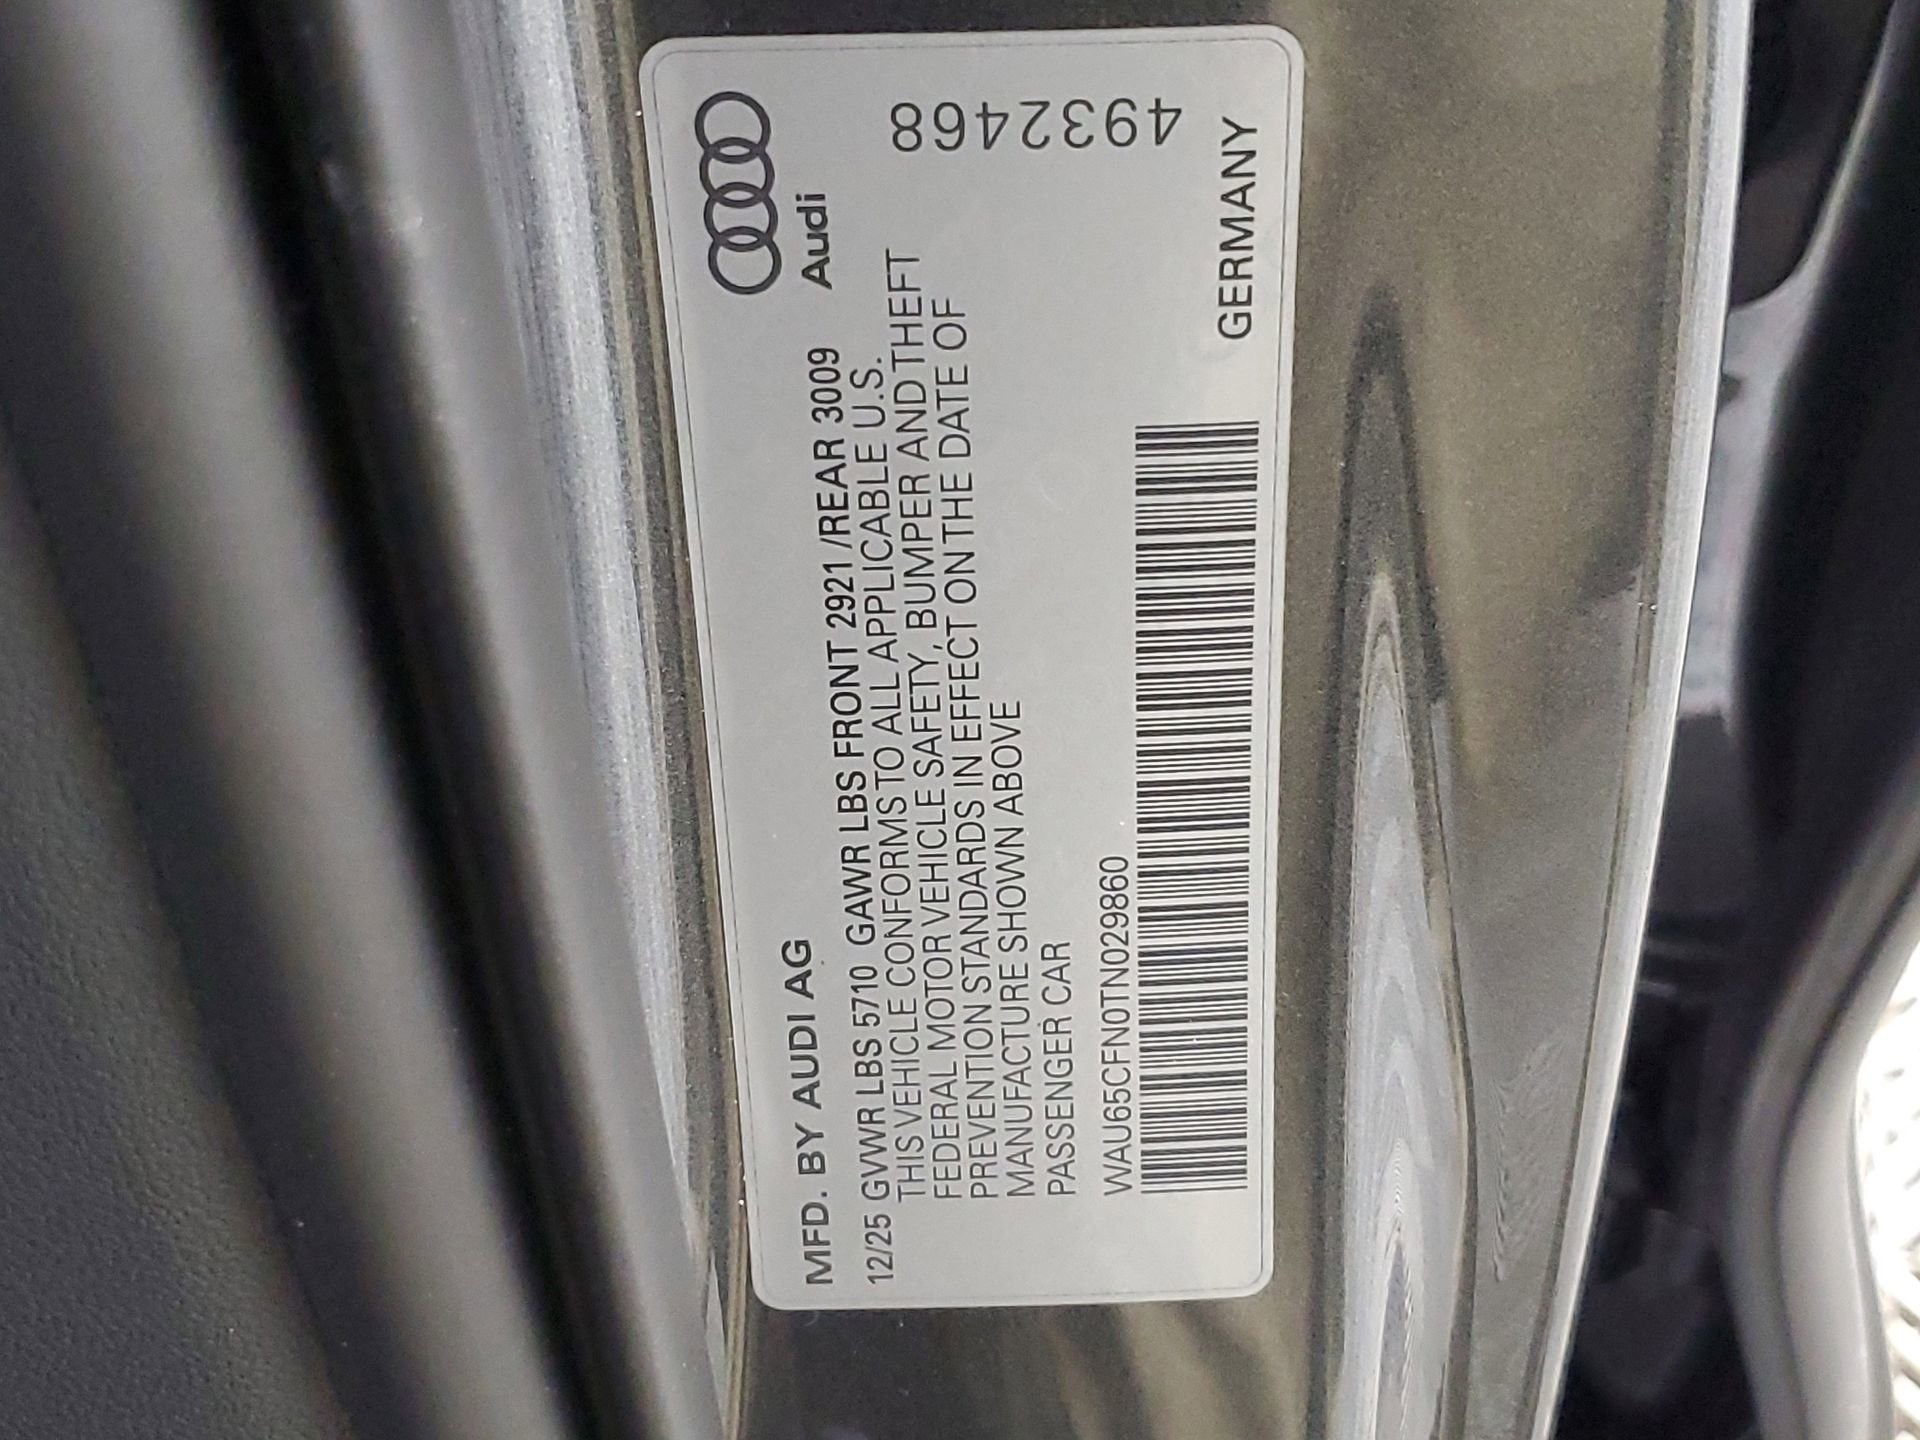 MFD. BY AUDI AG
Audi
12/25 GVWR LBS 5710 GAWR LBS FRONT 2921 /REAR 3009
THIS VEHICLE CONFORMS TO ALL APPLICABLE U.S.
FEDERAL MOTOR VEHICLE SAFETY, BUMPER AND THEFT
PREVENTION STANDARDS IN EFFECT ON THE DATE OF
MANUFACTURE SHOWN ABOVE
PASSENGER CAR
4932468
WAU65CFN0TN029860
GERMANY